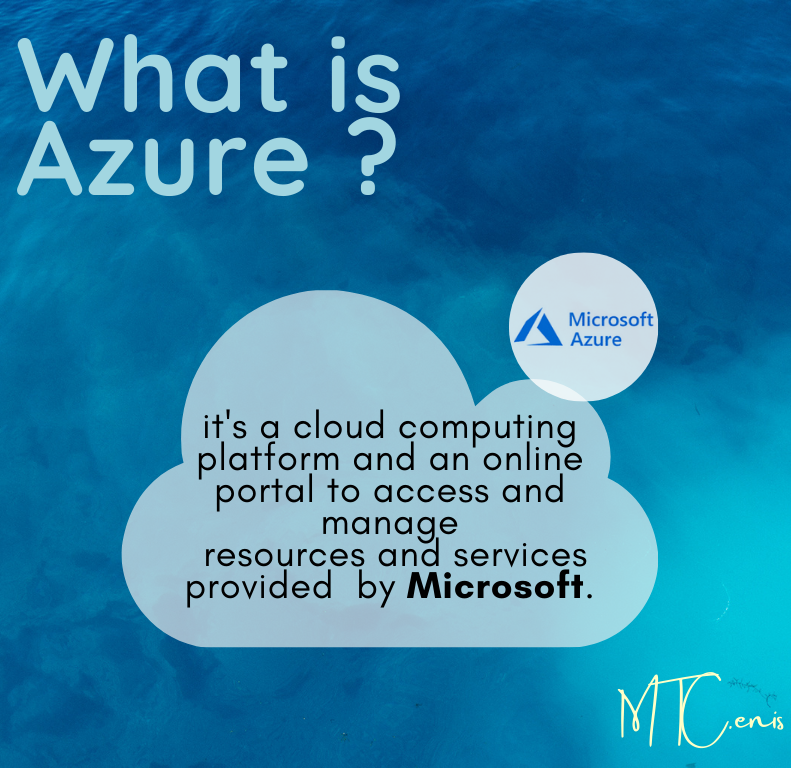 What is
Azure ?
Microsoft
Azure
it's a cloud computing
platform and an online
portal to access and
manage
resources and services
provided by Microsoft.
MTC.enis